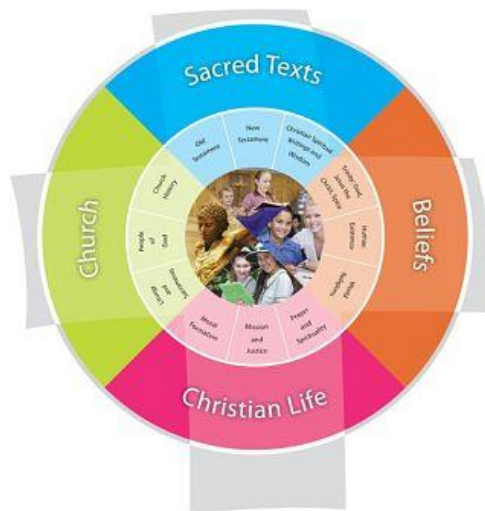 Sacred Texts
Old
Testament
New
Testament
Christian Spiritual
Writings and
Wisdom
Beliefs
Trinity: God,
Jesus the
Christ, Spirit
Human
Existence
World
Religions
Christian Life
Prayer
and
Spirituality
Mission
and
Justice
Moral
Formation
Church
Liturgy
and
Sacraments
People
of
God
Church
History